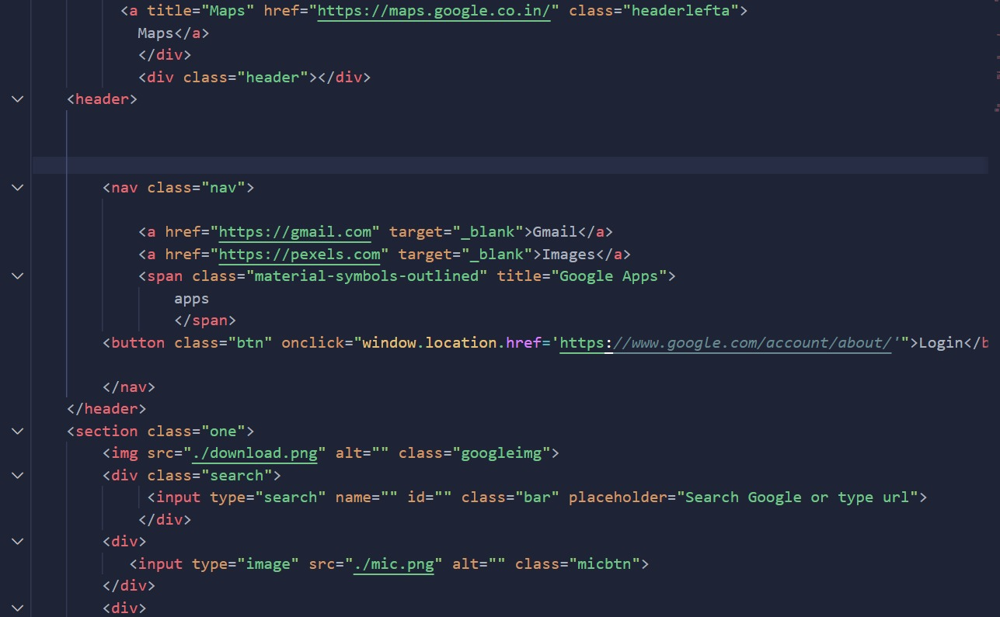 <a title="Maps" href="https://maps.google.co.in/" class="headerlefta">
Maps</a>
</div>
<div class="header"></div>
<header>
<nav class="nav">
<a href="https://gmail.com" target="_blank">Gmail</a>
<a href="https://pexels.com" target="_blank">Images</a>
<span class="material-symbols-outlined" title="Google Apps">
apps
</span>
<button class="btn" onclick="window.location.href='https://www.google.com/account/about/'">Login</b
</nav>
</header>
<section class="one">
<img src="./download.png" alt="" class="googleimg">
<div class="search">
<input type="search" name="" id="" class="bar" placeholder="Search Google or type url">
</div>
<div>
<input type="image" src="./mic.png" alt="" class="micbtn">
</div>
<div>